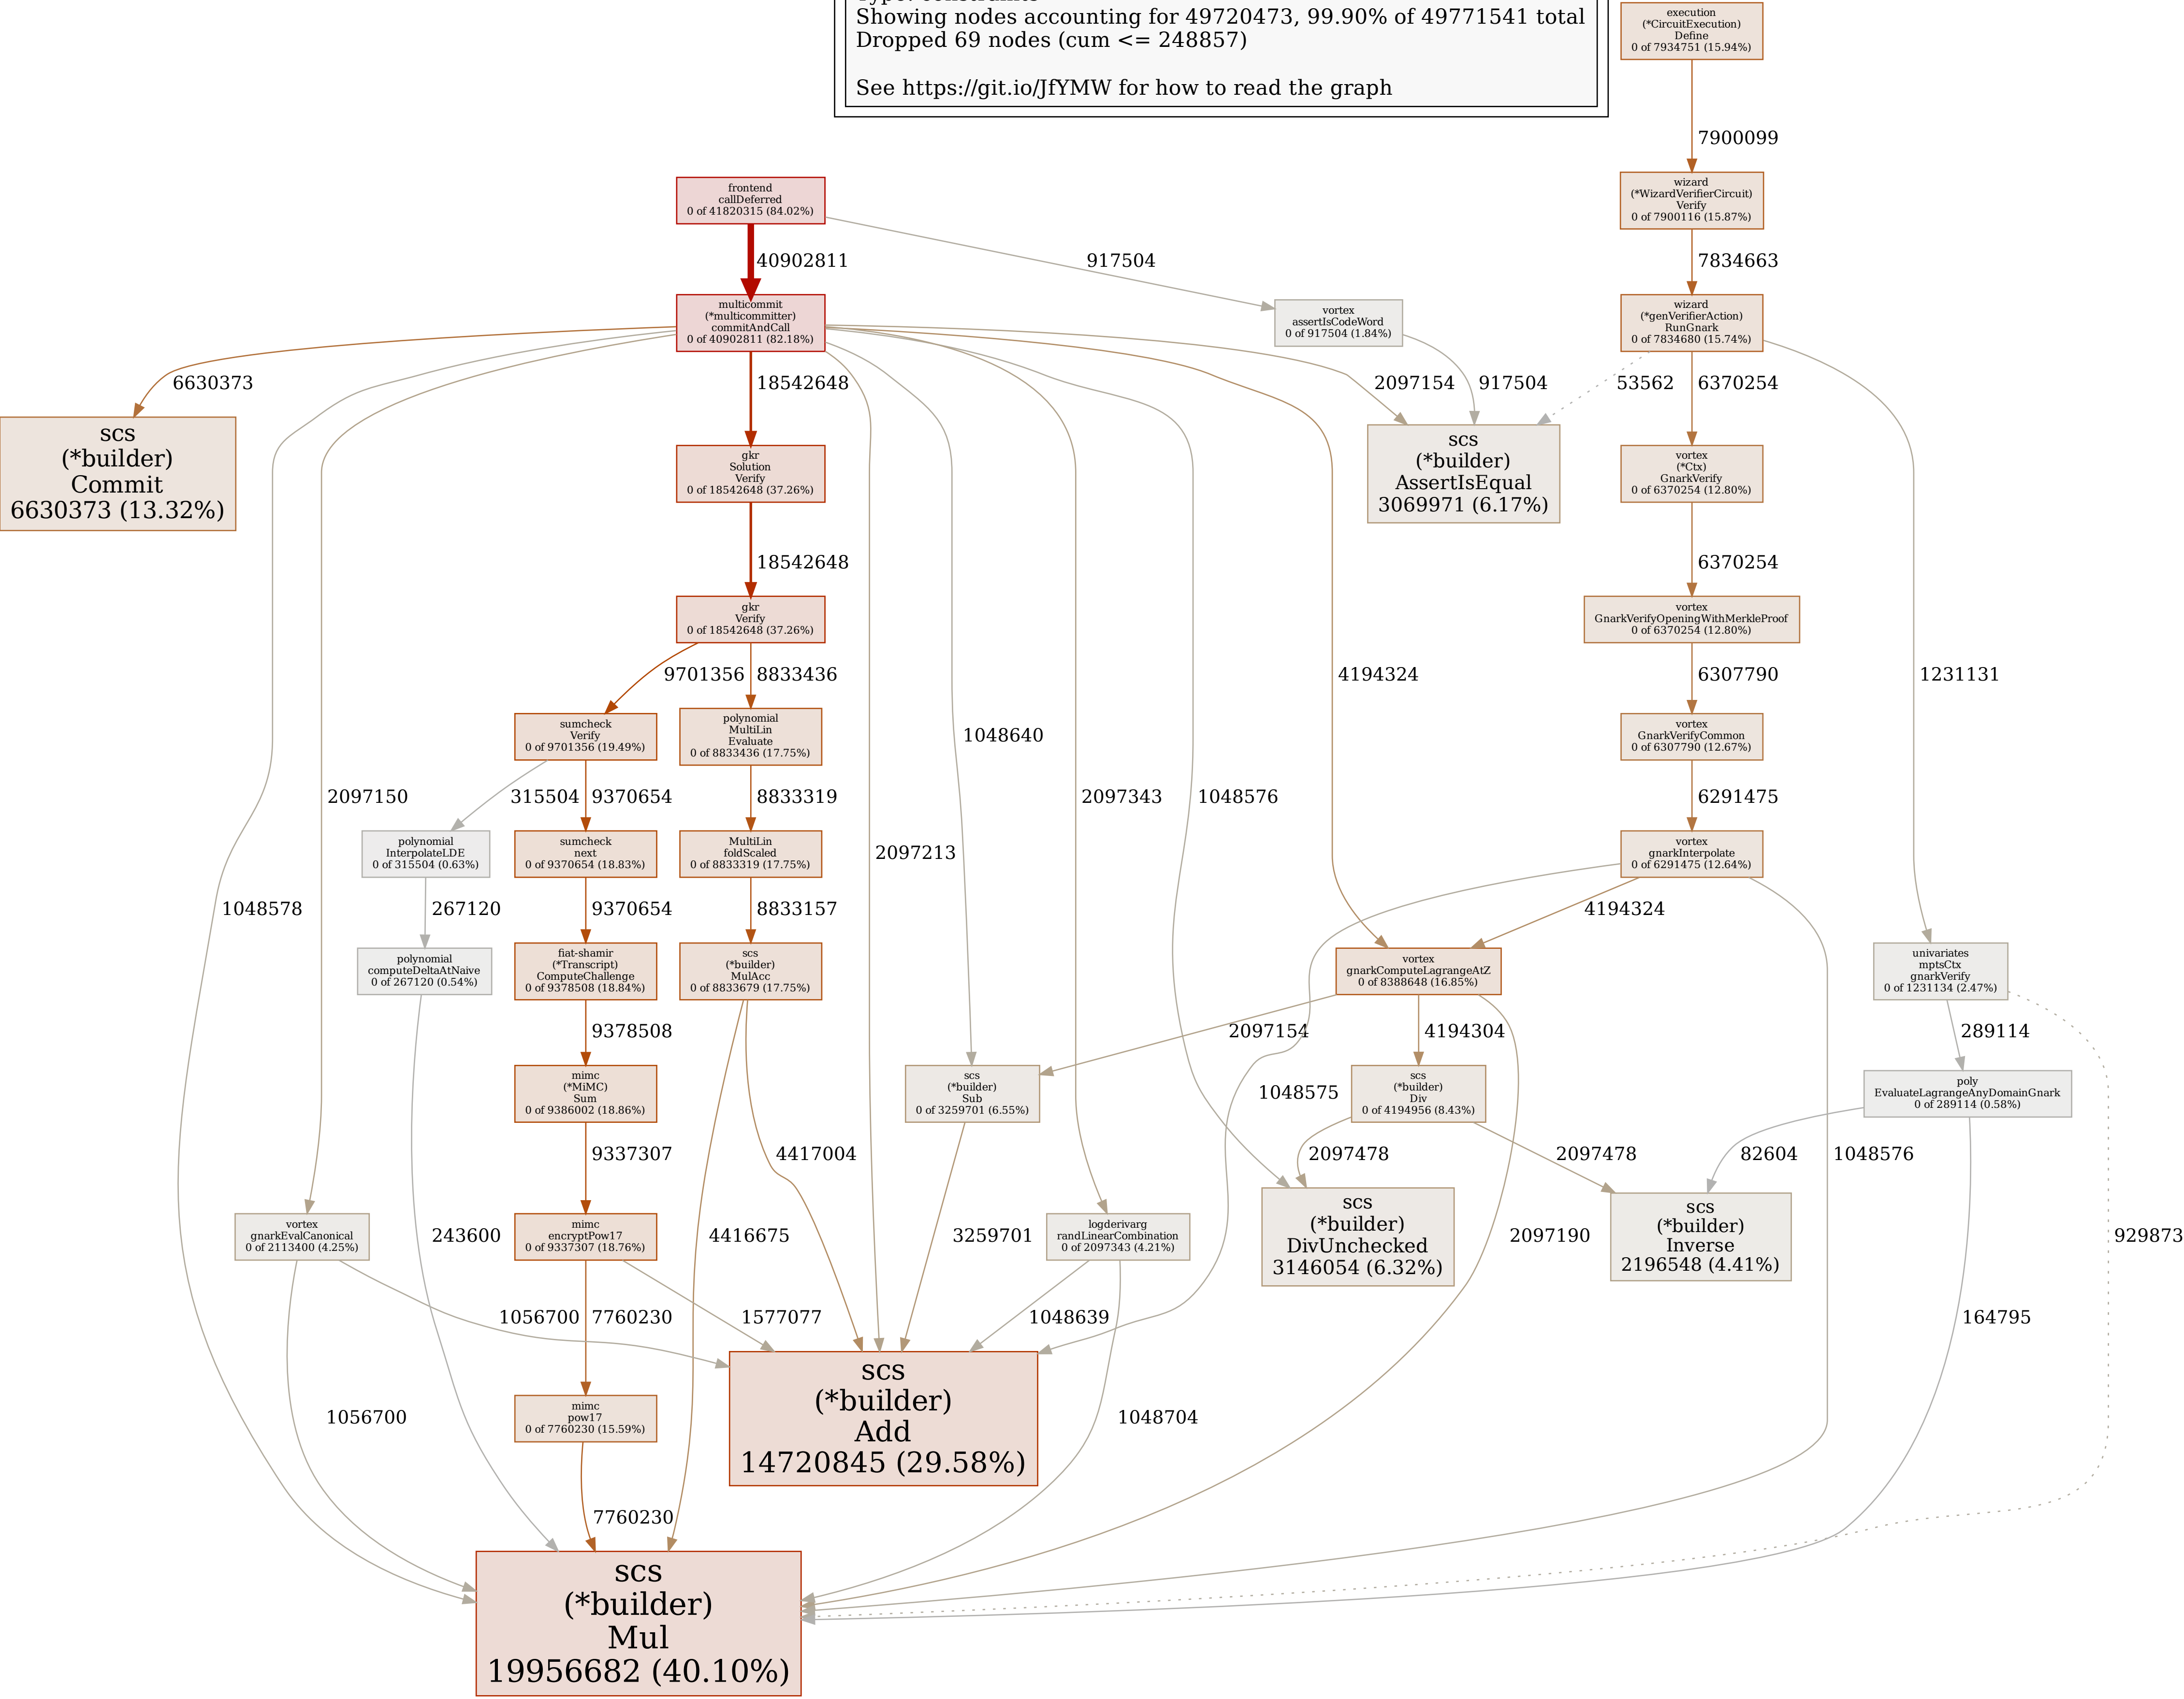 Showing nodes accounting for 49720473, 99.90% of 49771541 total
Dropped 69 nodes (cum <= 248857)
See https://git.io/JfYMW for how to read the graph
execution
(*CircuitExecution)
Define
0 of 7934751 (15.94%)
7900099
frontend
callDeferred
0 of 41820315 (84.02%)
wizard
(*WizardVerifierCircuit)
Verify
0 of 7900116 (15.87%)
40902811
917504
7834663
multicommit
(*multicommitter)
commitAndCall
0 of 40902811 (82.18%)
vortex
assertIsCodeWord
0 of 917504 (1.84%)
wizard
(*genVerifierAction)
RunGnark
0 of 7834680 (15.74%)
6630373
18542648
2097154
917504
53562
6370254
scs
(*builder)
Commit
6630373 (13.32%)
gkr
Solution
Verify
0 of 18542648 (37.26%)
scs
(*builder)
AssertIsEqual
3069971 (6.17%)
vortex
(*Ctx)
GnarkVerify
0 of 6370254 (12.80%)
18542648
6370254
gkr
Verify
0 of 18542648 (37.26%)
vortex
GnarkVerifyOpeningWithMerkleProof
0 of 6370254 (12.80%)
9701356
8833436
4194324
6307790
1231131
sumcheck
Verify
0 of 9701356 (19.49%)
polynomial
MultiLin
Evaluate
0 of 8833436 (17.75%)
1048640
vortex
GnarkVerifyCommon
0 of 6307790 (12.67%)
2097150
315504
9370654
8833319
2097343
1048576
6291475
polynomial
InterpolateLDE
0 of 315504 (0.63%)
sumcheck
next
0 of 9370654 (18.83%)
MultiLin
foldScaled
0 of 8833319 (17.75%)
2097213
vortex
gnarkInterpolate
0 of 6291475 (12.64%)
1048578
267120
9370654
8833157
4194324
polynomial
computeDeltaAtNaive
0 of 267120 (0.54%)
fiat-shamir
(*Transcript)
ComputeChallenge
0 of 9378508 (18.84%)
scs
(*builder)
MulAcc
0 of 8833679 (17.75%)
vortex
gnarkComputeLagrangeAtZ
0 of 8388648 (16.85%)
univariates
mptsCtx
gnarkVerify
0 of 1231134 (2.47%)
9378508
2097154
4194304
289114
mimc
(*MiMC)
Sum
0 of 9386002 (18.86%)
scs
(*builder)
Sub
0 of 3259701 (6.55%)
1048575
scs
(*builder)
Div
0 of 4194956 (8.43%)
poly
EvaluateLagrangeAnyDomainGnark
0 of 289114 (0.58%)
9337307
4417004
2097478
2097478
82604
1048576
vortex
gnarkEvalCanonical
0 of 2113400 (4.25%)
243600
mimc
encryptPow17
0 of 9337307 (18.76%)
4416675
3259701
logderivarg
randLinearCombination
0 of 2097343 (4.21%)
scs
(*builder)
DivUnchecked
3146054 (6.32%)
2097190
scs
(*builder)
Inverse
2196548 (4.41%)
929873
1056700
7760230
1577077
1048639
164795
1056700
mimc
pow17
0 of 7760230 (15.59%)
scs
(*builder)
Add
14720845 (29.58%)
1048704
7760230
scs
(*builder)
Mul
19956682 (40.10%)